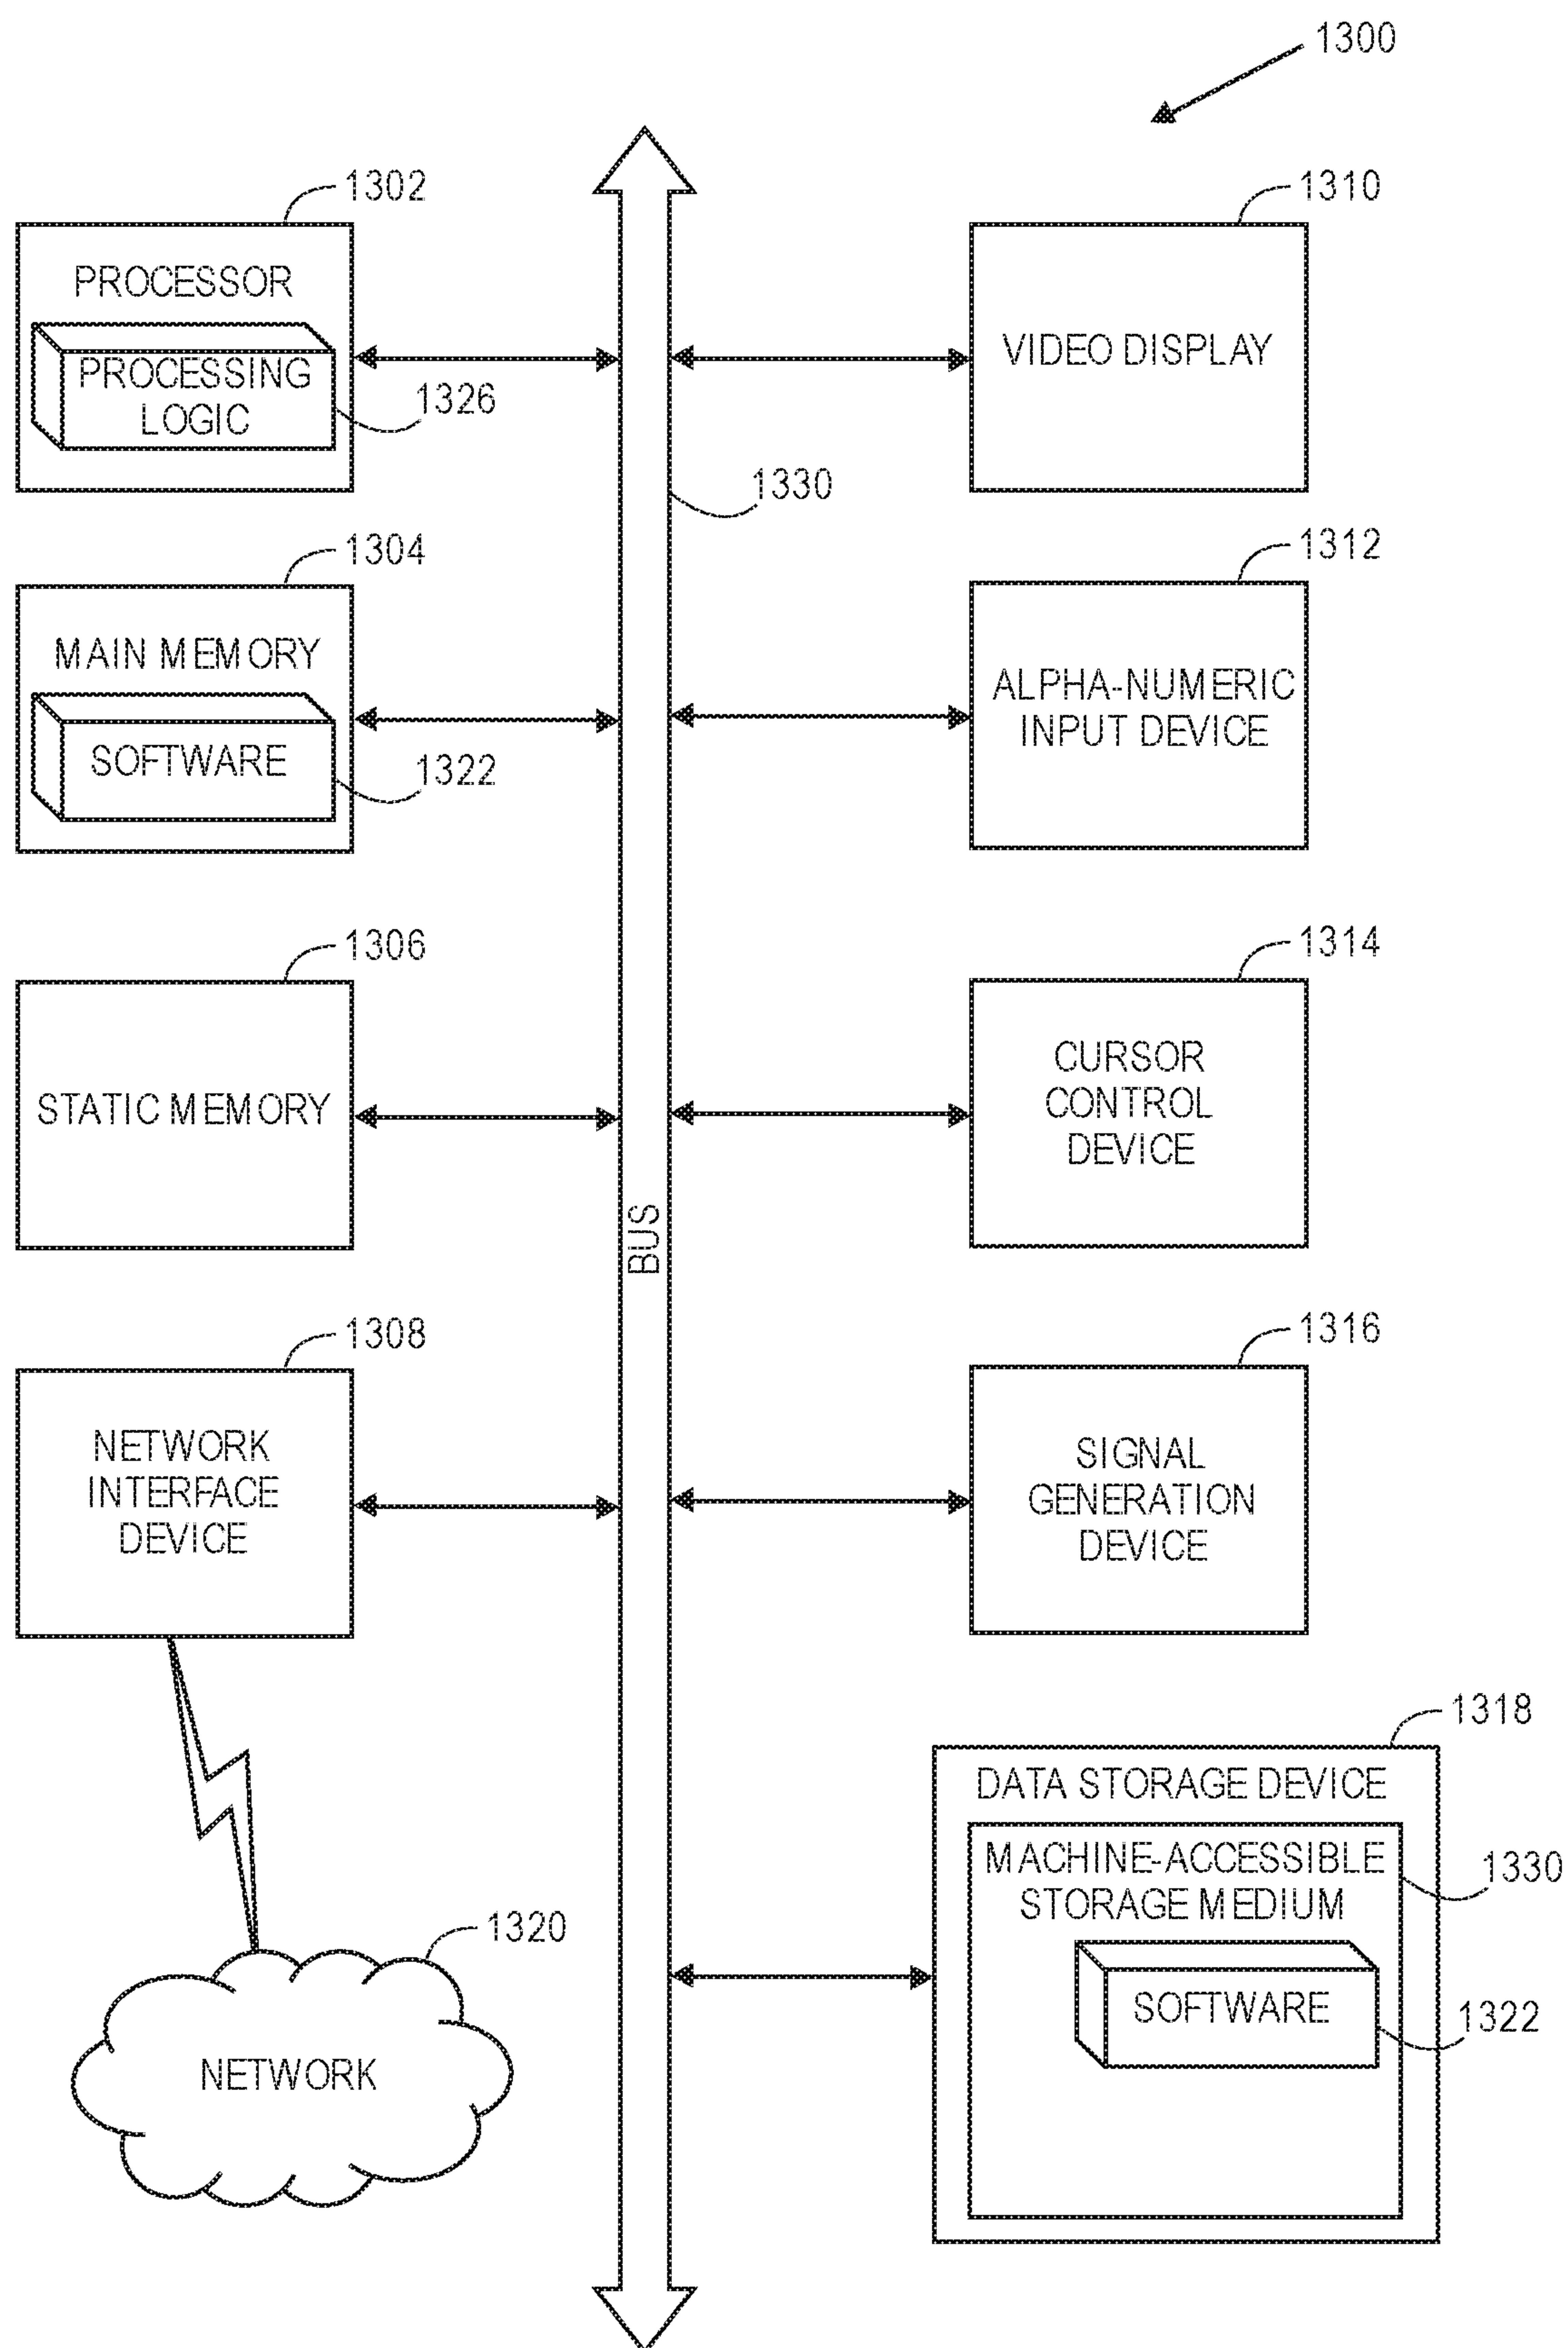 1300
1302
PROCESSOR
PROCESSING
LOGIC
1326
1304
MAIN MEMORY
SOFTWARE
1322
1306
STATIC MEMORY
1308
NETWORK
INTERFACE
DEVICE
1320
NETWORK
1330
BUS
1310
VIDEO DISPLAY
1312
ALPHA-NUMERIC
INPUT DEVICE
1314
CURSOR
CONTROL
DEVICE
1316
SIGNAL
GENERATION
DEVICE
1318
DATA STORAGE DEVICE
MACHINE-ACCESSIBLE
STORAGE MEDIUM
1330
SOFTWARE
1322